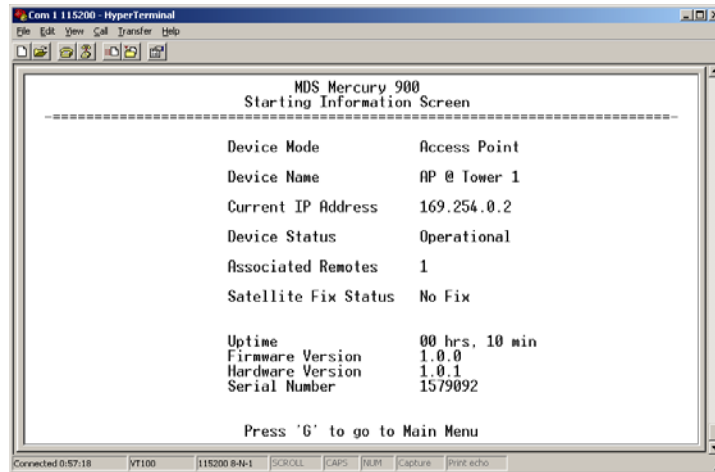 Com 1 115200 - HyperTerminal
File Edit View Call Transfer Help
MDS Mercury 900
Starting Information Screen
-==========================================================================-
Device Mode Access Point
Device Name AP @ Tower 1
Current IP Address 169.254.0.2
Device Status Operational
Associated Remotes 1
Satellite Fix Status No Fix
Uptime 00 hrs, 10 min
Firmware Version 1.0.0
Hardware Version 1.0.1
Serial Number 1579092
Press 'G' to go to Main Menu
Connected 0:57:18 VT100 115200 8-N-1 SCROLL CAPS NUM Capture Print echo